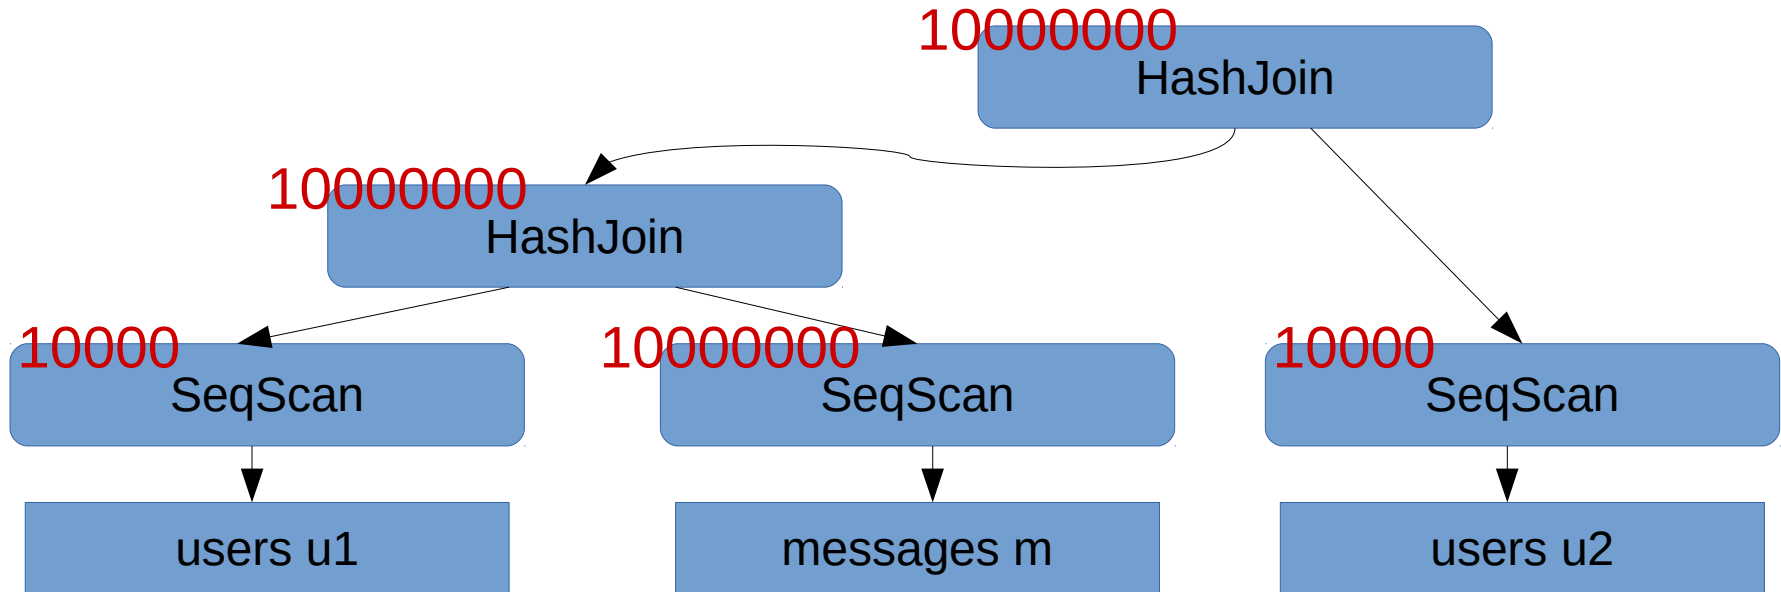 10000000
HashJoin
10000000
HashJoin
10000
SeqScan
10000000
SeqScan
10000
SeqScan
users u1
messages m
users u2